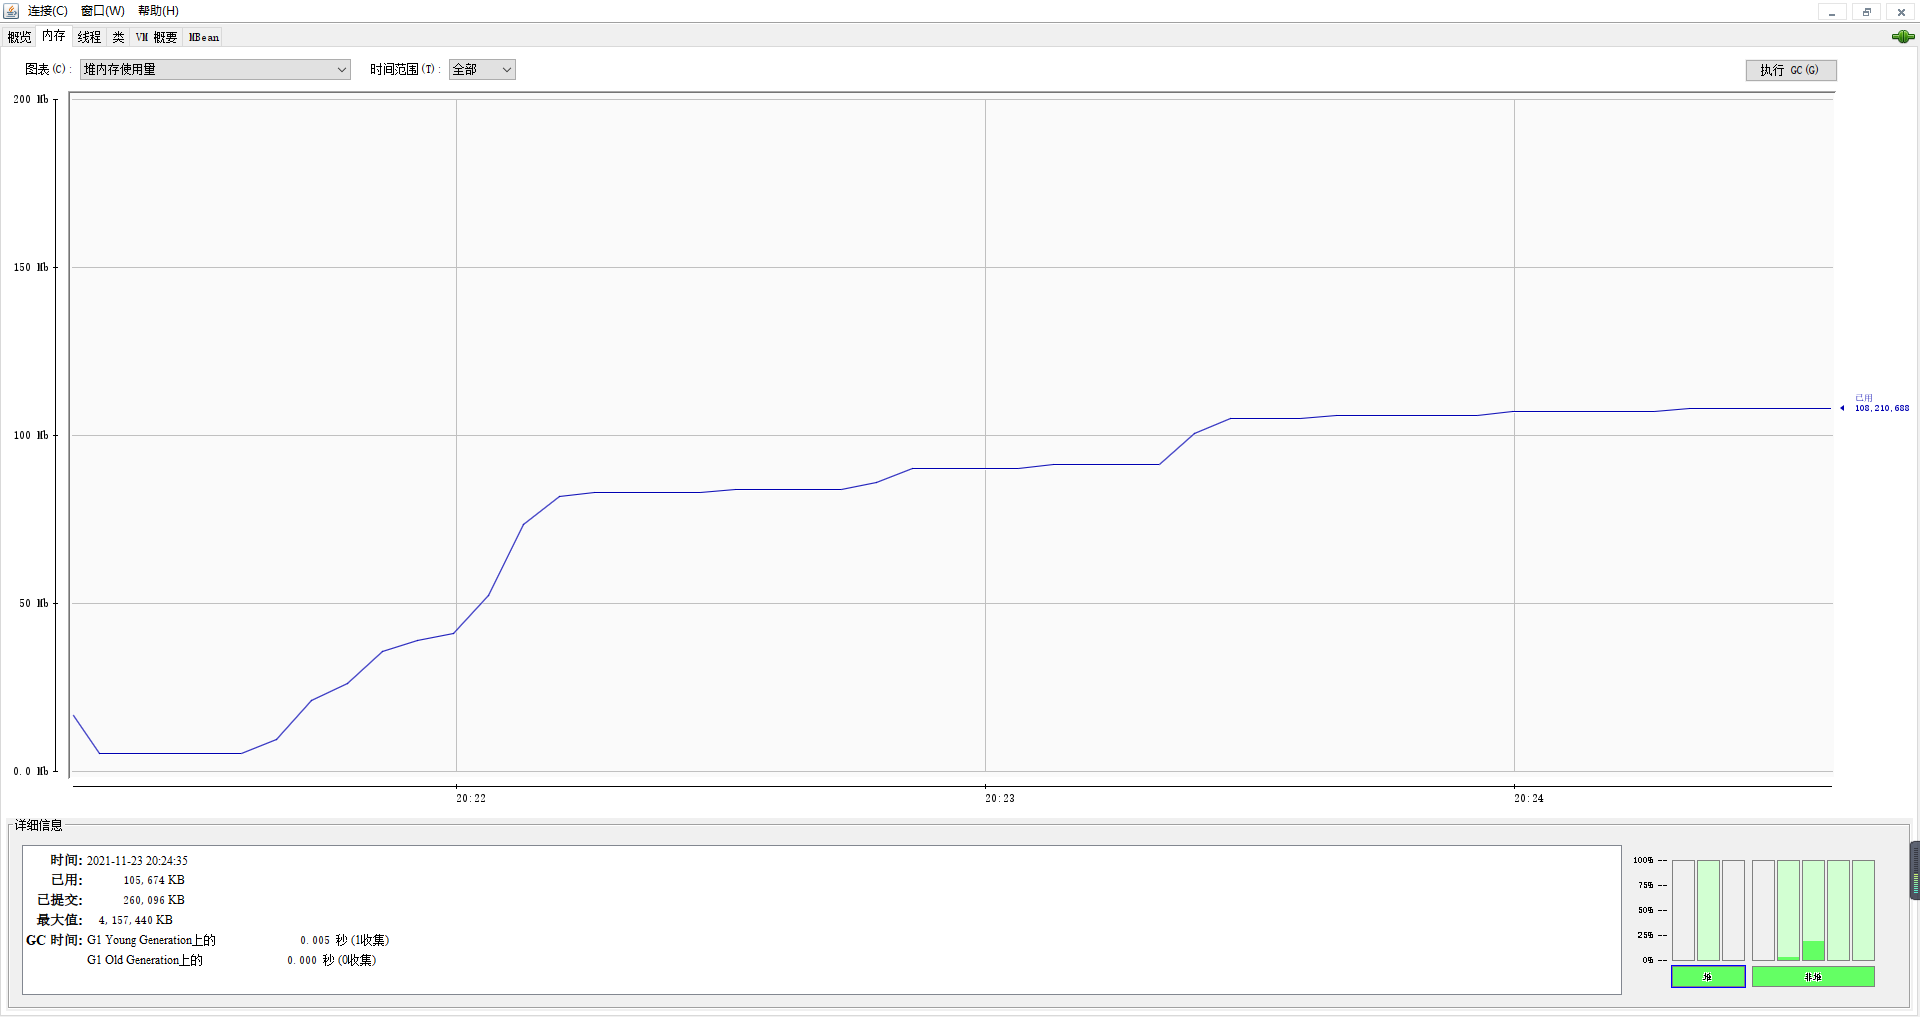 连接(C) 窗口(W) 帮助(H)
概览 内存 线程 类 VM 概要 MBean
图表(C): 堆内存使用量 时间范围(T): 全部 执行 GC(G)
200 Mb
150 Mb
100 Mb
50 Mb
0.0 Mb
已用
108,210,688
20:22 20:23 20:24
详细信息
时间: 2021-11-23 20:24:35
已用: 105,674 KB
已提交: 260,096 KB
最大值: 4,157,440 KB
GC 时间: G1 Young Generation上的 0.005 秒 (1收集)
G1 Old Generation上的 0.000 秒 (0收集)
100% --
75% --
50% --
25% --
0% --
堆 非堆